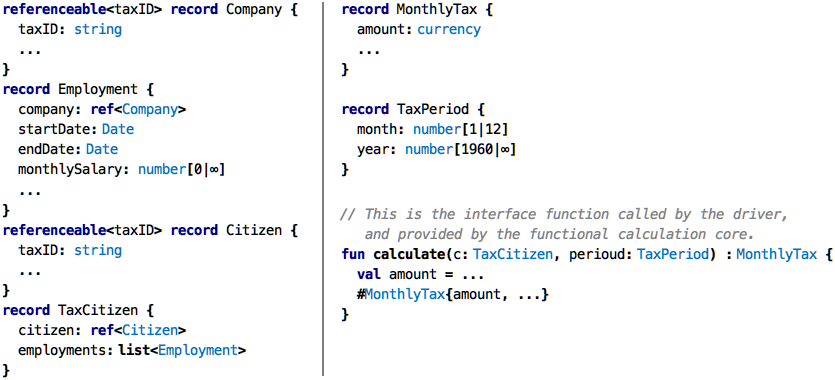 referenceable<taxID> record Company {
  taxID: string
  ...
}
record Employment {
  company: ref<Company>
  startDate: Date
  endDate: Date
  monthlySalary: number[0|∞]
  ...
}
referenceable<taxID> record Citizen {
  taxID: string
  ...
}
record TaxCitizen {
  citizen: ref<Citizen>
  employments: list<Employment>
}
record MonthlyTax {
  amount: currency
  ...
}
record TaxPeriod {
  month: number[1|12]
  year: number[1960|∞]
}
// This is the interface function called by the driver,
   and provided by the functional calculation core.
fun calculate(c: TaxCitizen, perioud: TaxPeriod) : MonthlyTax {
  val amount = ...
  #MonthlyTax{amount, ...}
}